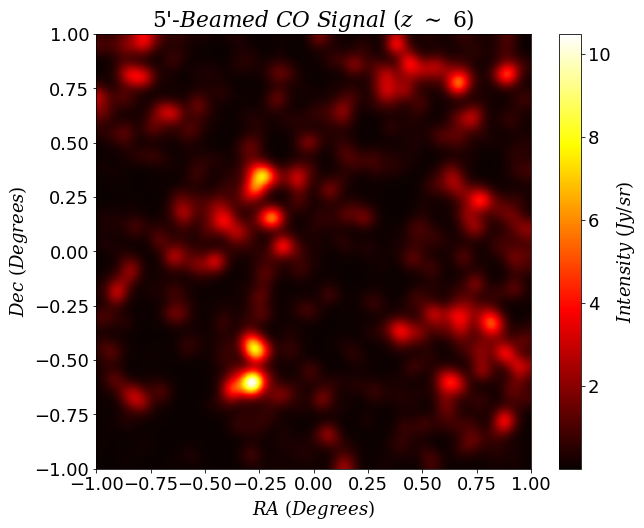 5'-Beamed CO Signal (z ∼ 6)
1.00
0.75
0.50
0.25
0.00
−0.25
−0.50
−0.75
−1.00
Dec (Degrees)
−1.00 −0.75 −0.50 −0.25 0.00 0.25 0.50 0.75 1.00
RA (Degrees)
10
8
6
4
2
Intensity (Jy/sr)